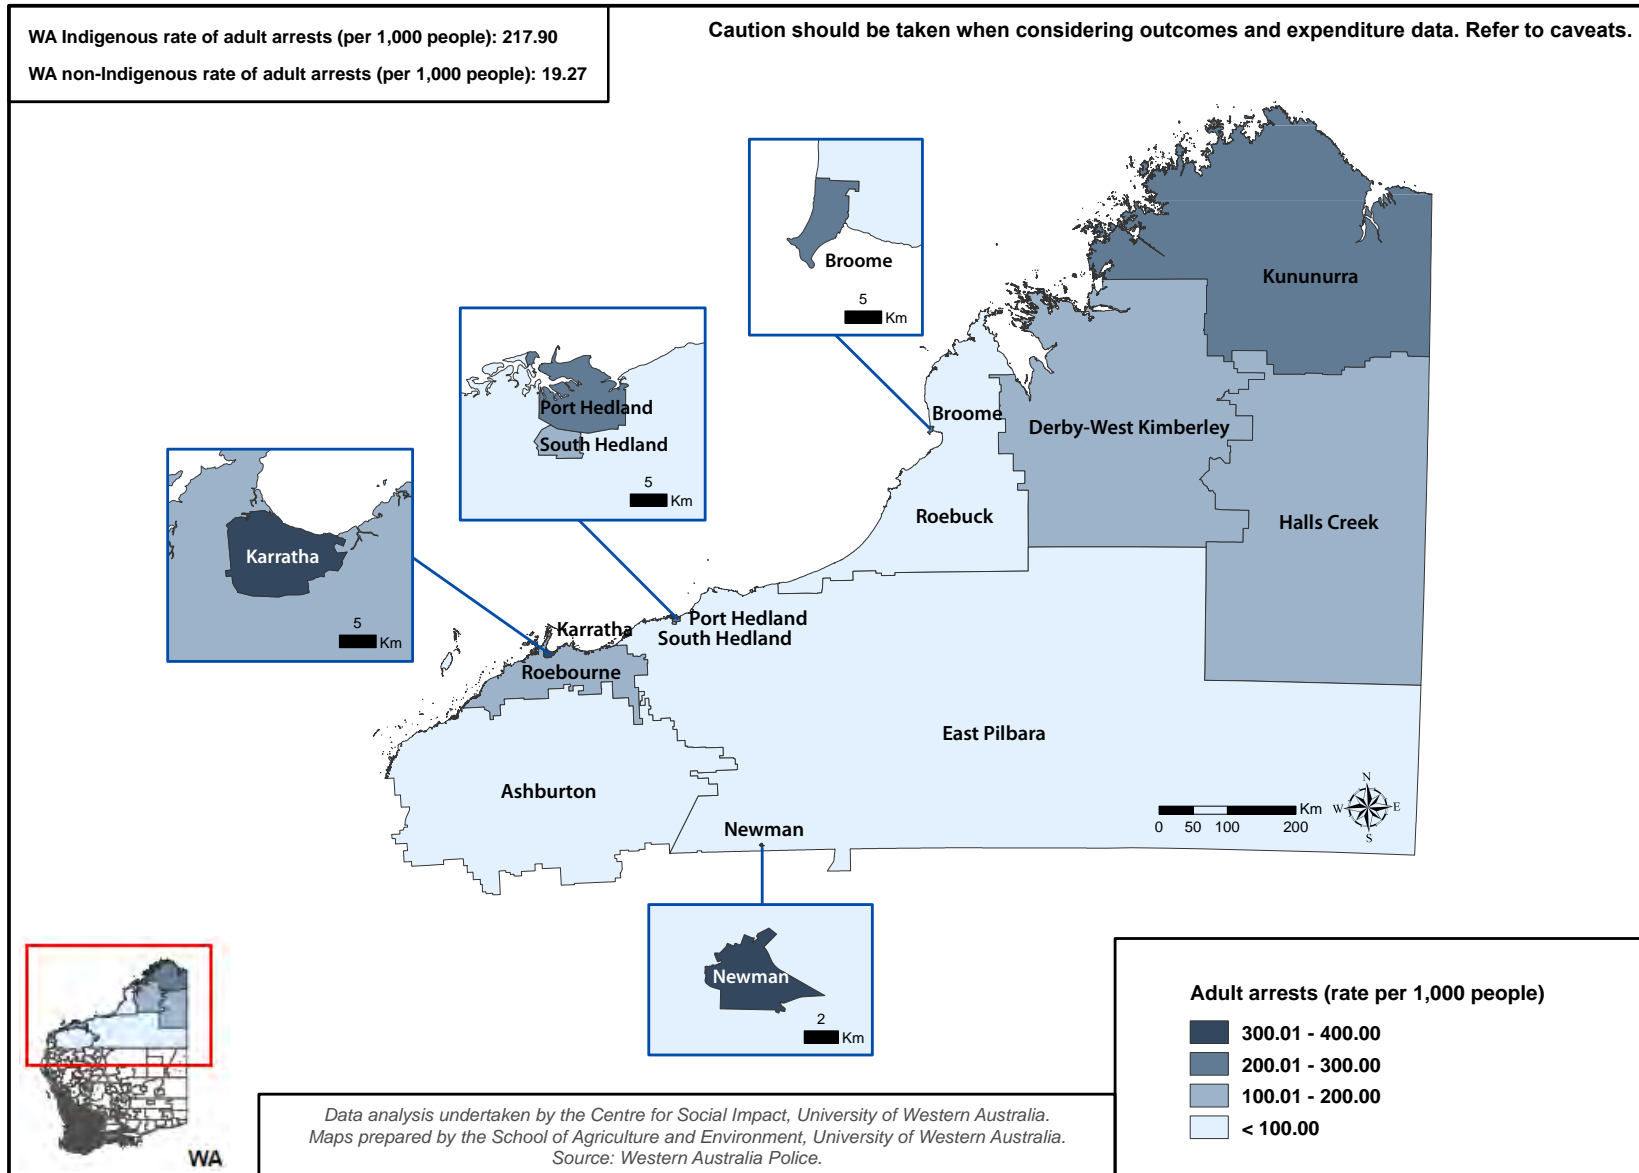 WA Indigenous rate of adult arrests (per 1,000 people): 217.90
WA non-Indigenous rate of adult arrests (per 1,000 people): 19.27
Caution should be taken when considering outcomes and expenditure data. Refer to caveats.
Broome
5
Km
Kununurra
Port Hedland
South Hedland
5
Km
Broome
Derby-West Kimberley
Karratha
5
Km
Roebuck
Halls Creek
Port Hedland
South Hedland
Karratha
Roebourne
East Pilbara
Ashburton
Newman
Km
0 50 100 200
N
W E
S
Newman
2
Km
WA
Adult arrests (rate per 1,000 people)
300.01 - 400.00
200.01 - 300.00
100.01 - 200.00
< 100.00
Data analysis undertaken by the Centre for Social Impact, University of Western Australia.
Maps prepared by the School of Agriculture and Environment, University of Western Australia.
Source: Western Australia Police.